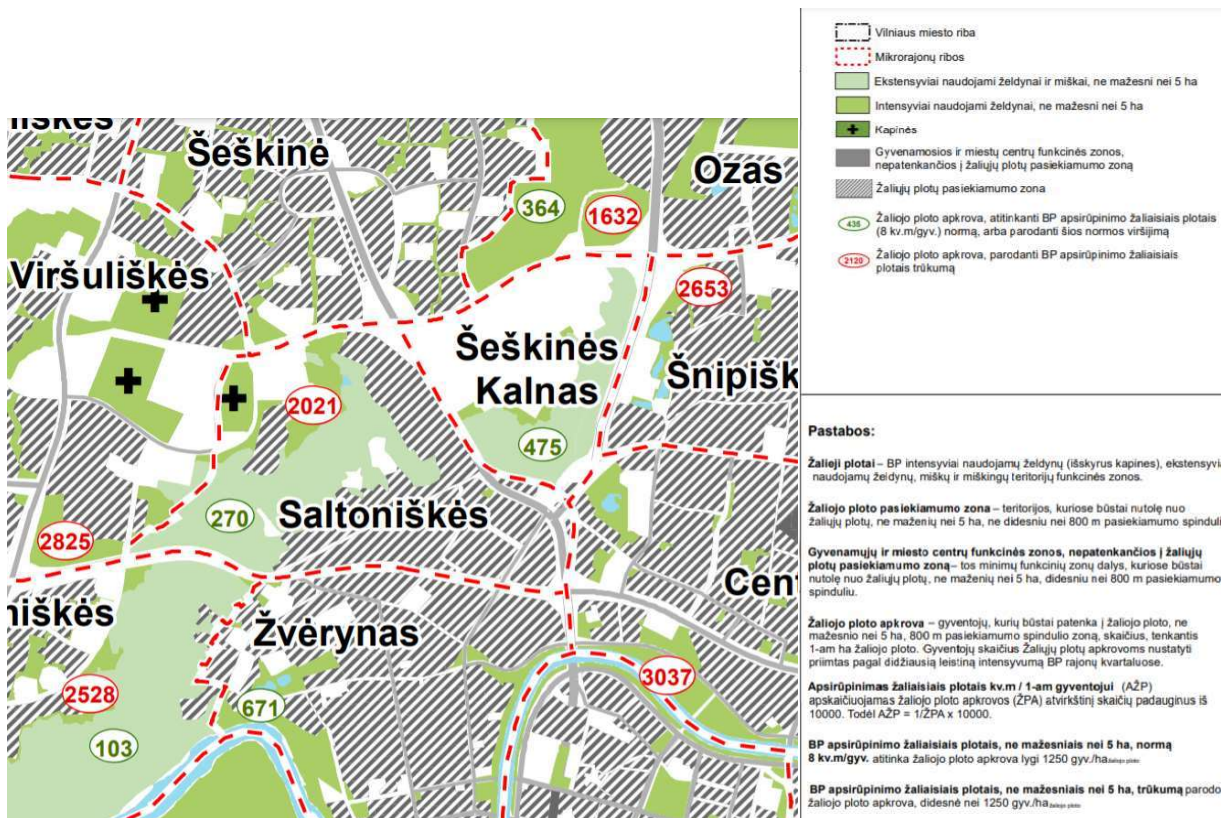 Šeškinė
Ozas
364
1632
Viršuliškės
2653
Šeškinės
Kalnas
2021
475
270
Saltoniškės
2825
Žvėrynas
2528
671
3037
103
Vilniaus miesto riba
Mikrorajonų ribos
Ekstensyviai naudojami želdynai ir miškai, ne mažesni nei 5 ha
Intensyviai naudojami želdynai, ne mažesni nei 5 ha
Kapinės
Gyvenamosios ir miestų centrų funkcinės zonos,
nepatenkančios į žaliųjų plotų pasiekiamumo zoną
Žaliųjų plotų pasiekiamumo zona
435
Žaliojo ploto apkrova, atitinkanti BP apsirūpinimo žaliaisiais plotais
(8 kv.m/gyv.) normą, arba parodanti šios normos viršijimą
2120
Žaliojo ploto apkrova, parodanti BP apsirūpinimo žaliaisiais
plotais trūkumą
Pastabos:
Žalieji plotai – BP intensyviai naudojamų želdynų (išskyrus kapines),
naudojamų želdynų, miškų ir miškingų teritorijų funkcinės zonos.
Žaliojo ploto pasiekiamumo zona – teritorijos, kuriose būstai nutolę nuo
žaliųjų plotų, ne maženių nei 5 ha, ne didesniu nei 800 m pasiekiamumo
Gyvenamųjų ir miesto centrų funkcinės zonos, nepatenkančios į žaliųjų
plotų pasiekiamumo zoną – tos minimų funkcinių zonų dalys, kuriose būstai
nutolę nuo žaliųjų plotų, ne maženių nei 5 ha, didesniu nei 800 m pasiekiamumo
spinduliu.
Žaliojo ploto apkrova – gyventojų, kurių būstai patenka į žaliojo ploto, ne
mažesnio nei 5 ha, 800 m pasiekiamumo spindulio zoną, skaičius, tenkantis
1-am ha žaliojo ploto. Gyventojų skaičius Žaliųjų plotų apkrovoms nustatyti
priimtas pagal didžiausią leistiną intensyvumą BP rajonų kvartaluose.
Apsirūpinimas žaliaisiais plotais kv.m / 1-am gyventojui (AŽP)
apskaičiuojamas žaliojo ploto apkrovos (ŽPA) atvirkštinį skaičių padauginus iš
10000. Todėl AŽP = 1/ŽPA x 10000.
BP apsirūpinimo žaliaisiais plotais, ne mažesniais nei 5 ha, normą
8 kv.m/gyv. atitinka žaliojo ploto apkrova lygi 1250 gyv./ha žaliojo ploto
BP apsirūpinimo žaliaisiais plotais, ne mažesniais nei 5 ha, trūkumą
žaliojo ploto apkrova, didesnė nei 1250 gyv./ha žaliojo ploto